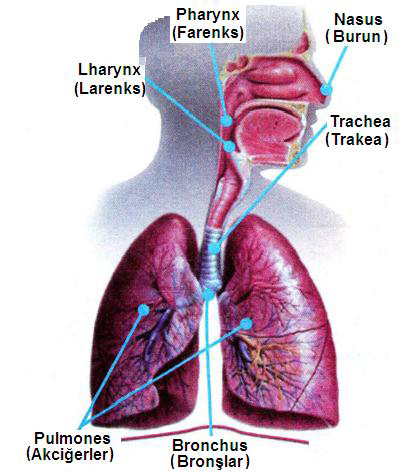 Pharynx
(Farenks)
Nasus
(Burun)
Lharynx
(Larenks)
Trachea
(Trakea)
Pulmones
(Akciğerler)
Bronchus
(Bronşlar)